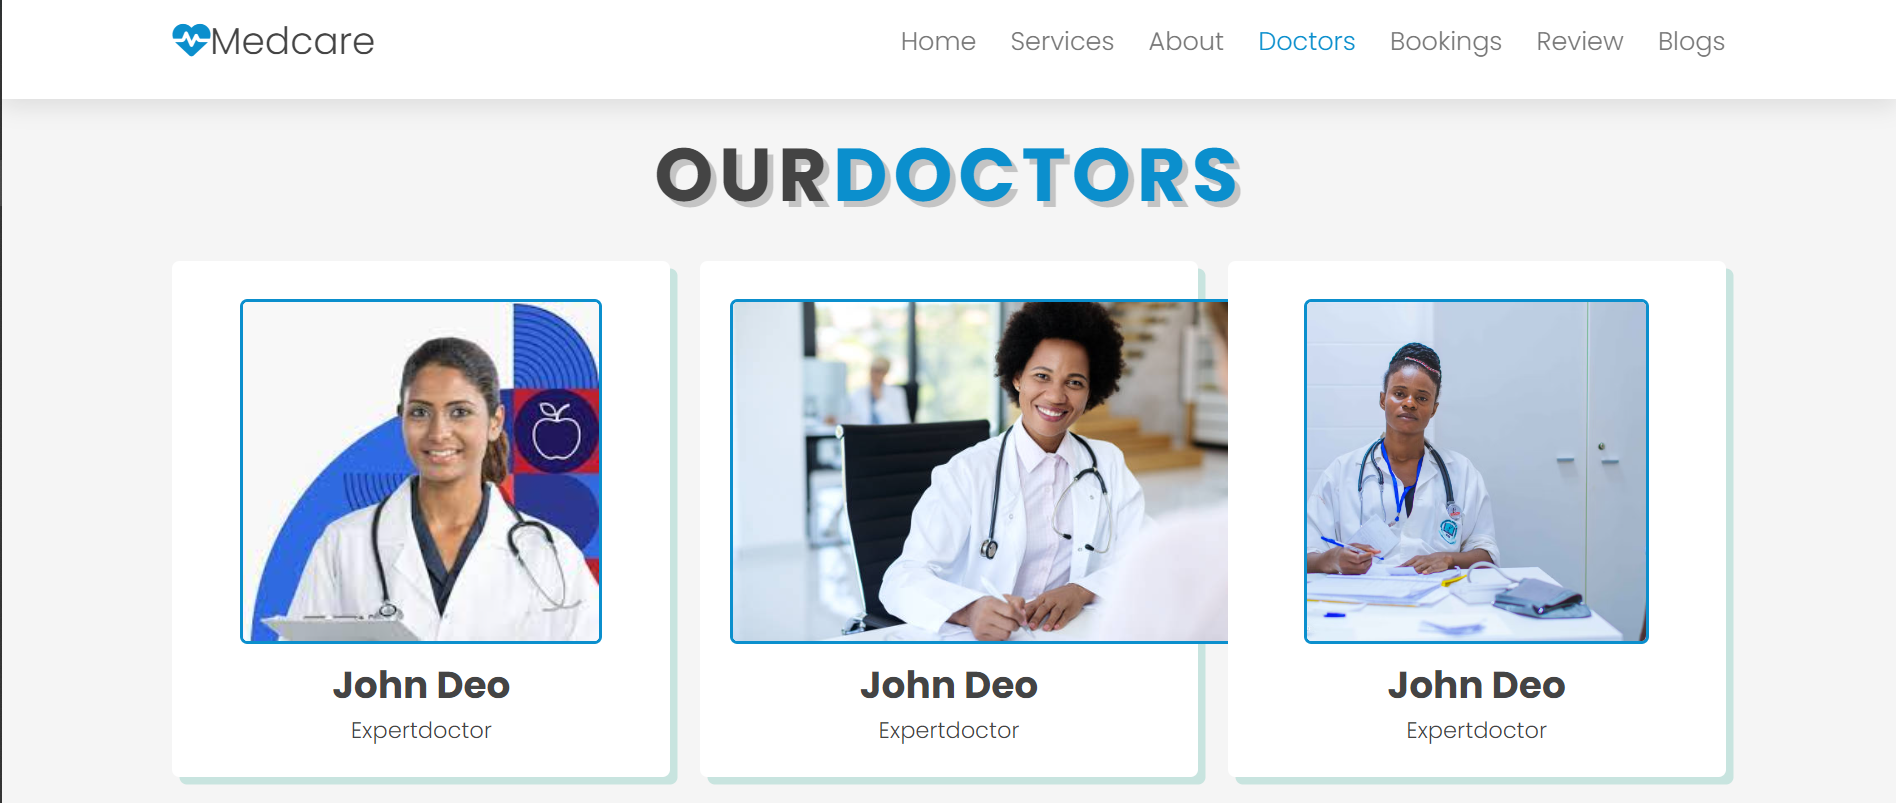 Medcare
Home Services About Doctors Bookings Review Blogs
OURDOCTORS
John Deo
Expertdoctor
John Deo
Expertdoctor
John Deo
Expertdoctor